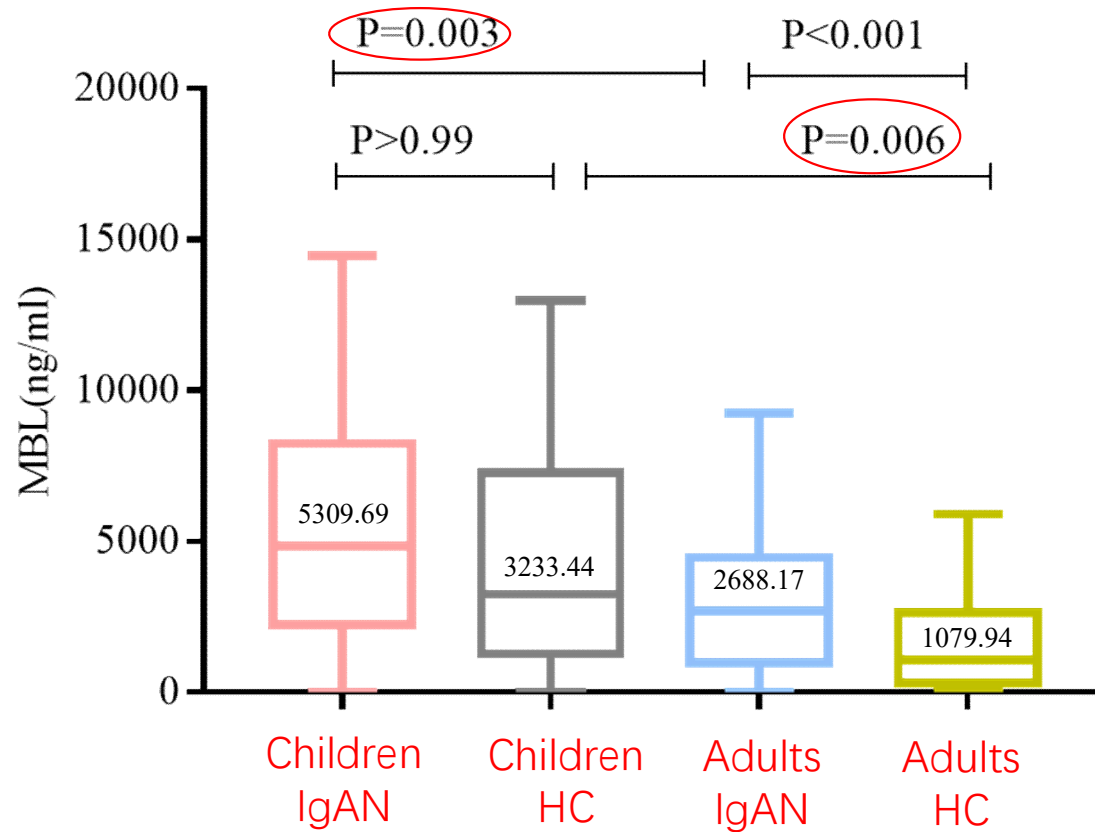 P=0.003
P<0.001
P>0.99
P=0.006
MBL(ng/ml)
20000
15000
10000
5000
0
5309.69
3233.44
2688.17
1079.94
Children
IgAN
Children
HC
Adults
IgAN
Adults
HC